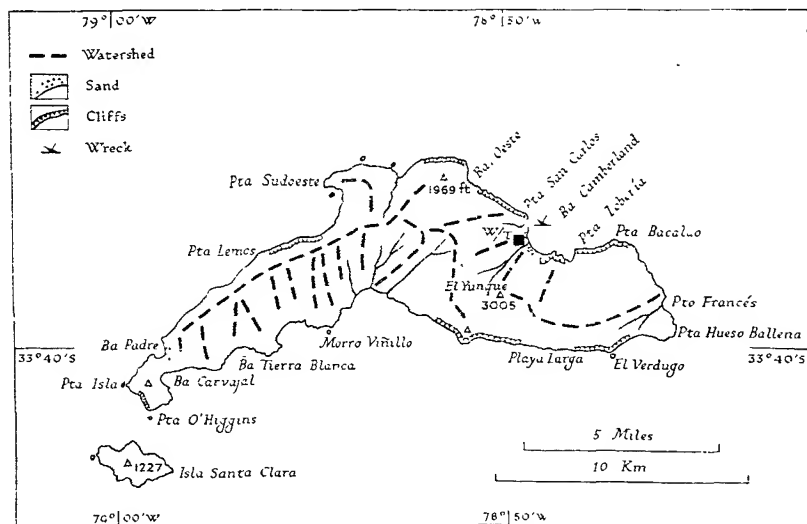 79° 00'W
78° 50'W
Watershed
Sand
Cliffs
Wreck
Ba. Oeste
Pta San Carlos
Ba Cumberland
Pta Lobería
Pta Bacalao
Pta Sudoeste
1969 ft
W/T
Pta Lemos
El Yunque
3005
Pto Francés
Pta Hueso Ballena
Ba Padre
Morro Viñillo
33° 40'S
33° 40'S
Ba Tierra Blanca
Playa Larga
El Verdugo
Pta Isla
Ba Carvajal
Pta O'Higgins
5 Miles
10 Km
1227
Isla Santa Clara
79° 00'W
78° 50'W